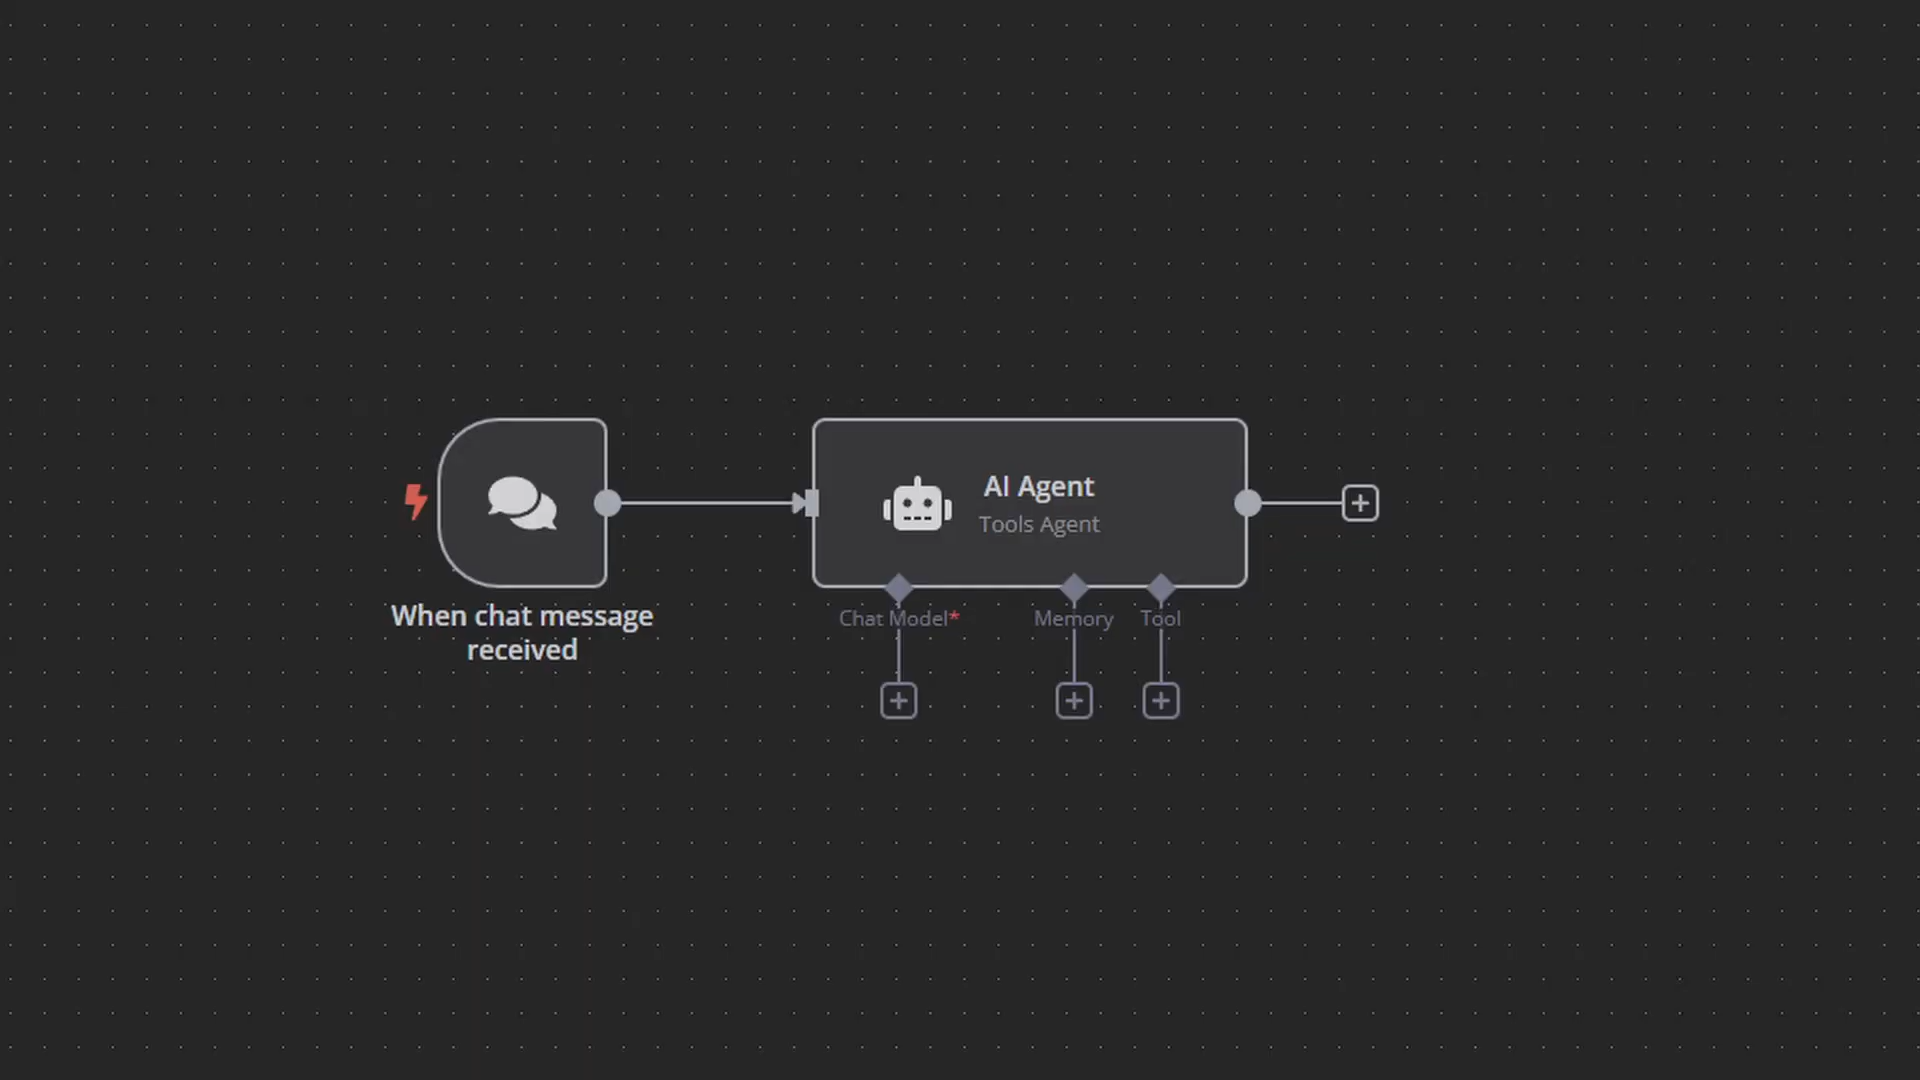 AI Agent
Tools Agent
When chat message
received
Chat Model*
Memory
Tool